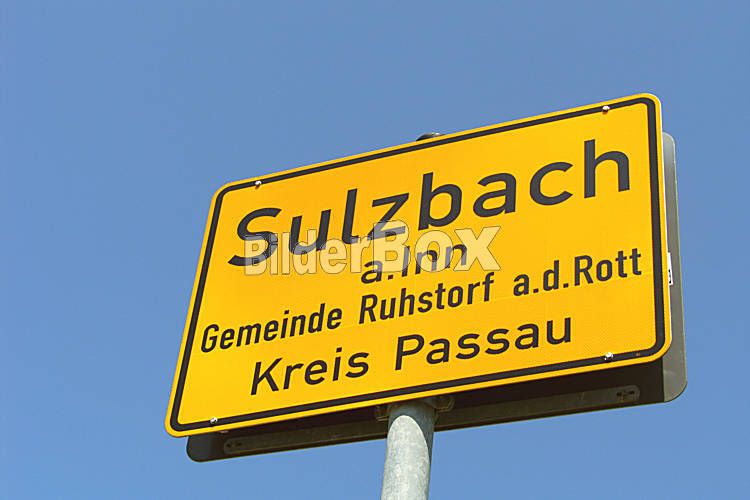 Sulzbach
a.Inn
BilderBox
Gemeinde Ruhstorf a.d.Rott
Kreis Passau